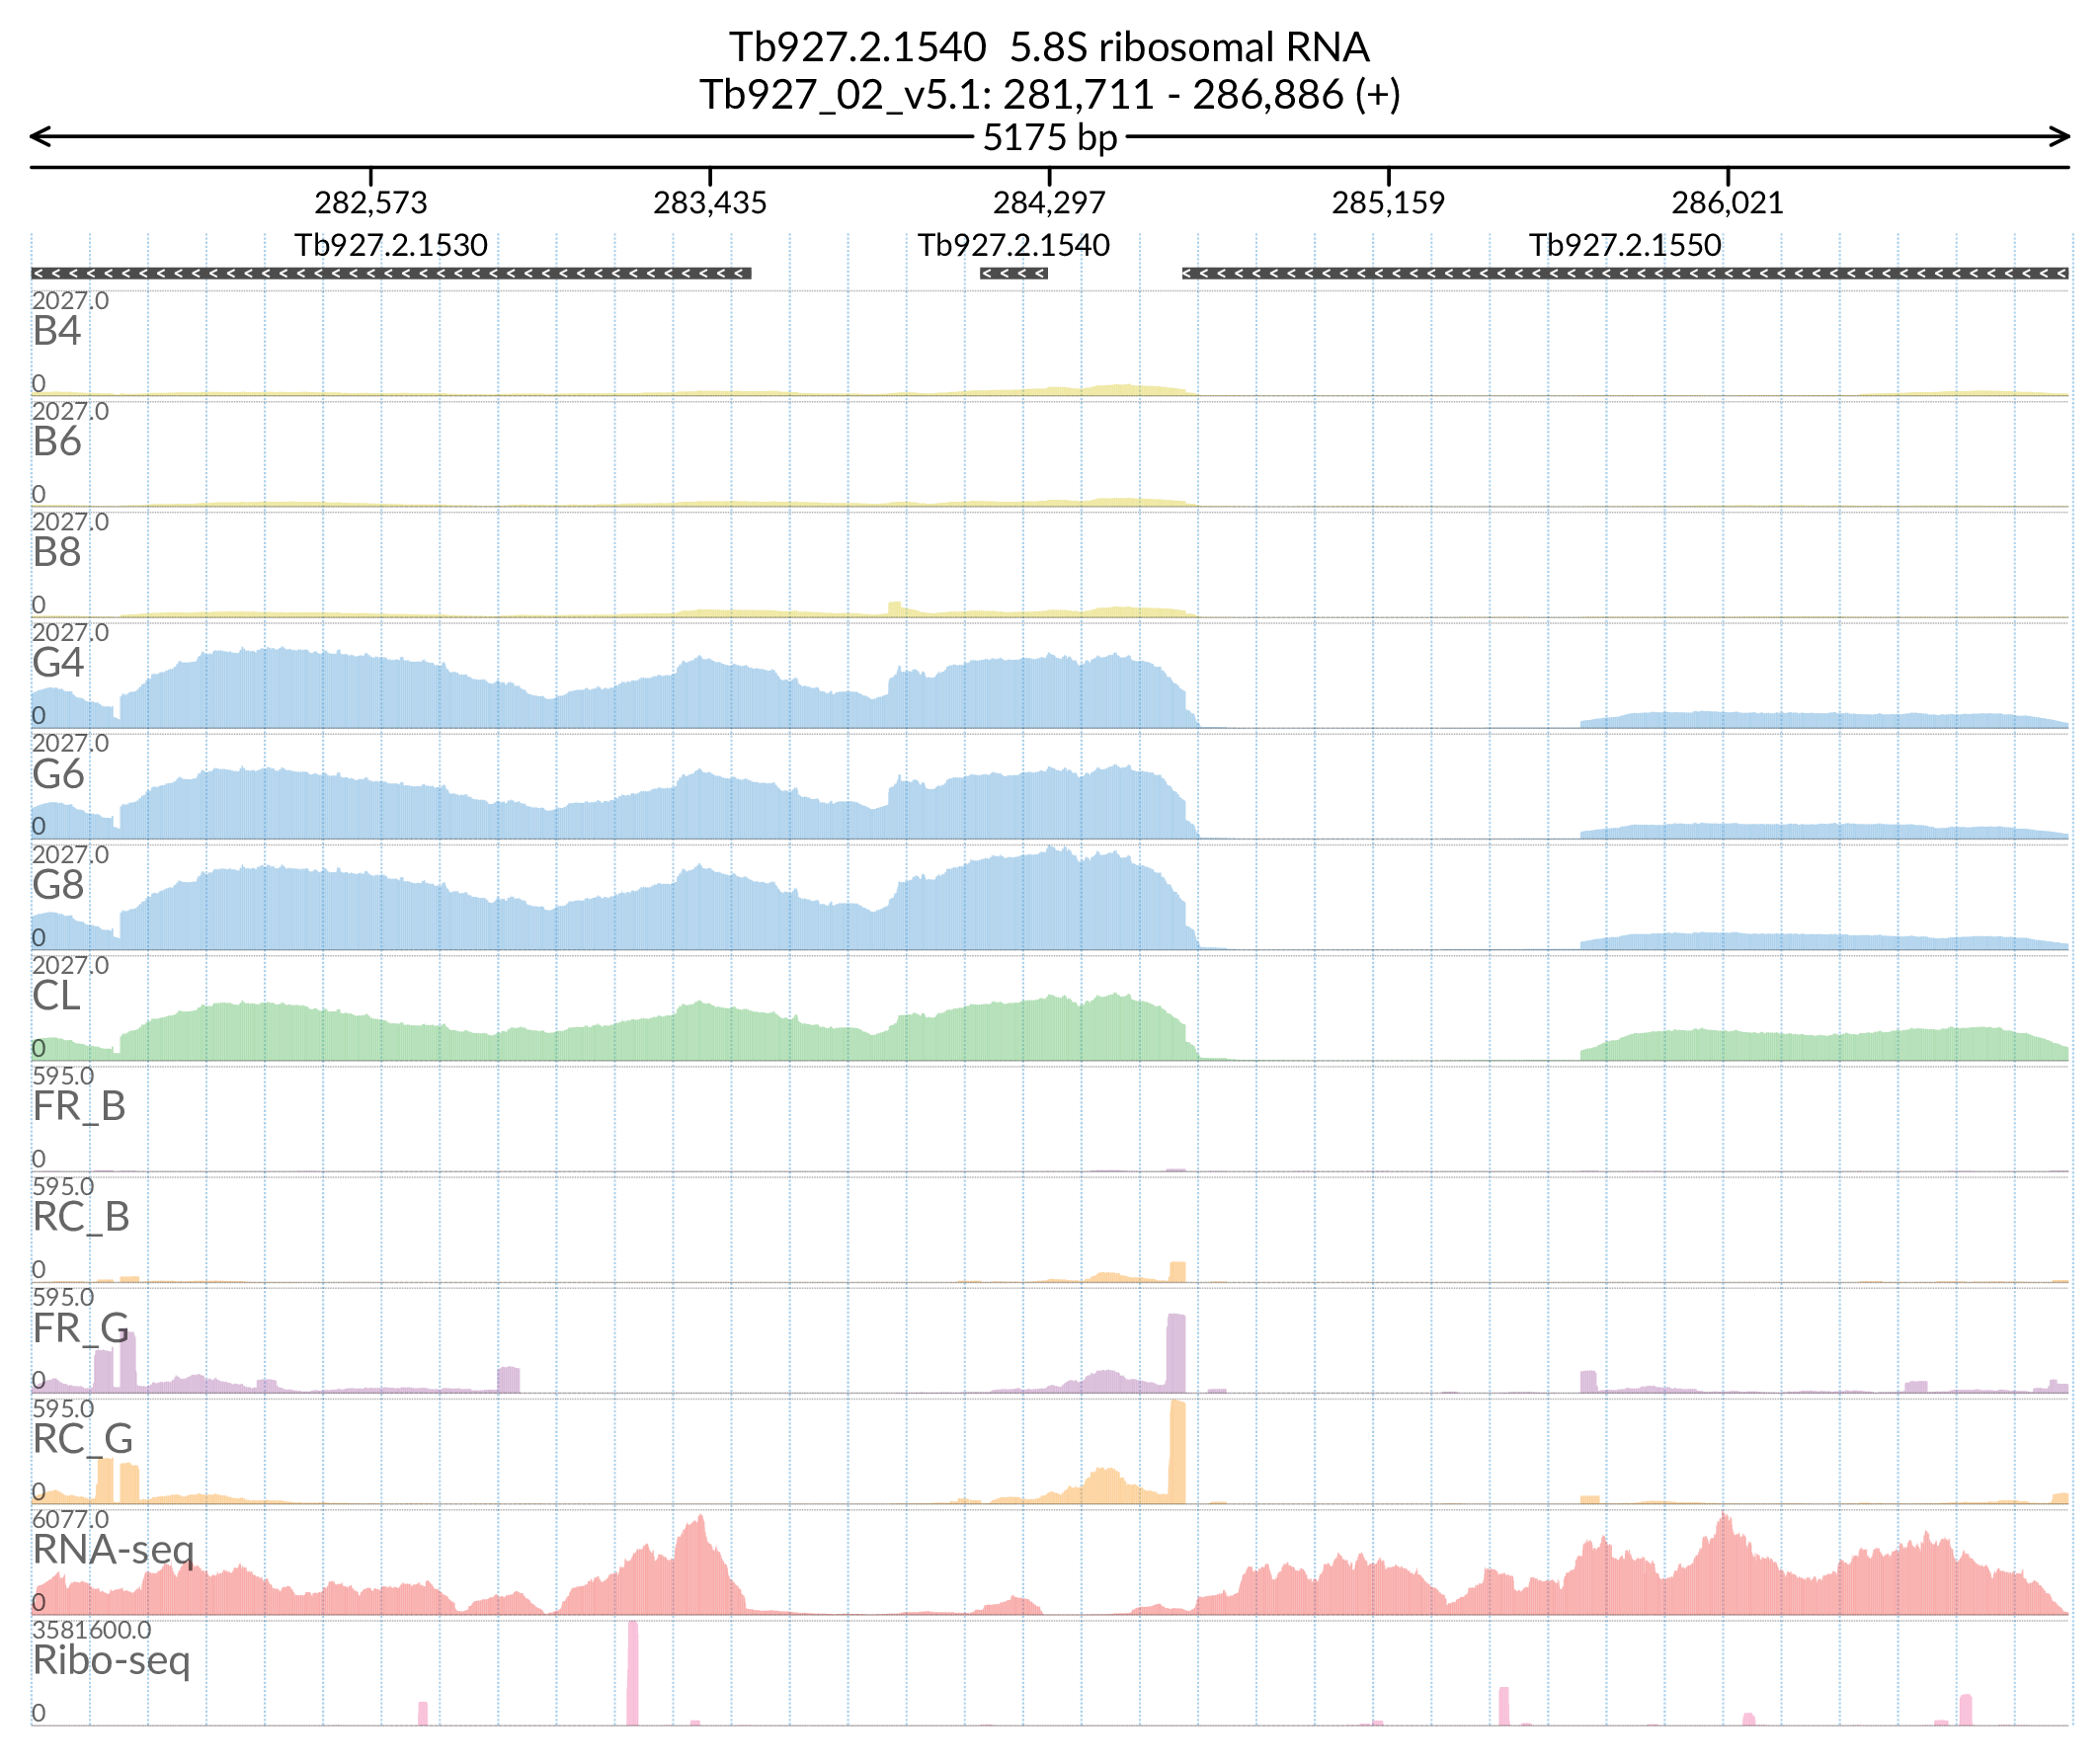 Tb927.2.1540  5.8S ribosomal RNA
Tb927_02_v5.1: 281,711 - 286,886 (+)
5175 bp
282,573 283,435 284,297 285,159 286,021
Tb927.2.1530 Tb927.2.1540 Tb927.2.1550
2027.0
B4
0
2027.0
B6
0
2027.0
B8
0
2027.0
G4
0
2027.0
G6
0
2027.0
G8
0
2027.0
CL
0
595.0
FR_B
0
595.0
RC_B
0
595.0
FR_G
0
595.0
RC_G
0
6077.0
RNA-seq
0
3581600.0
Ribo-seq
0